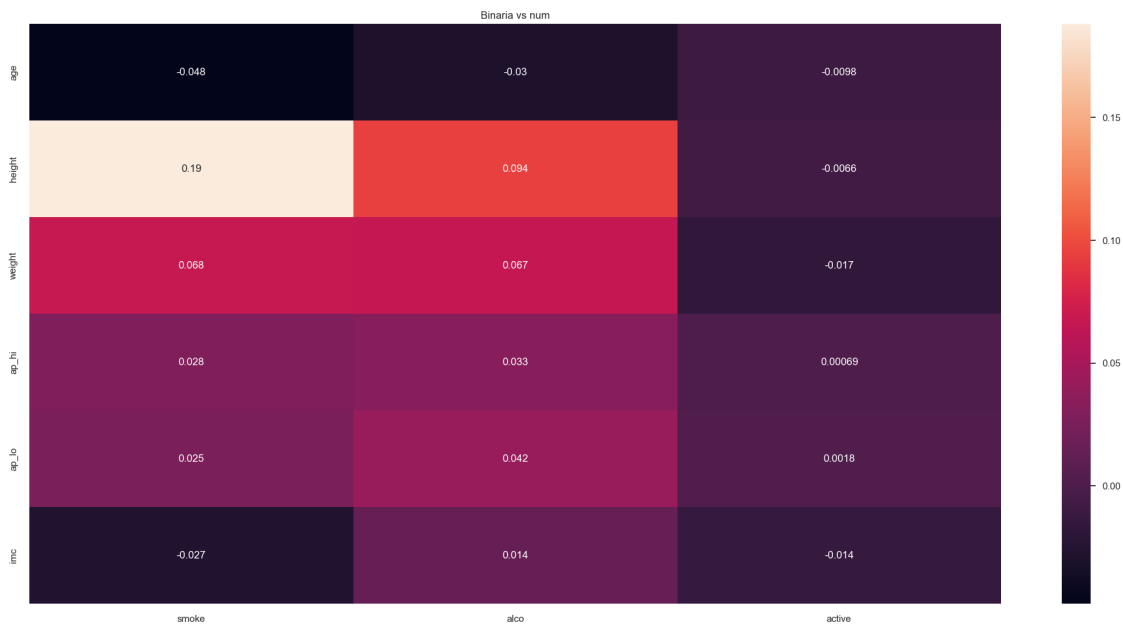 Binaria vs num
age -0.048 -0.03 -0.0098
height 0.19 0.094 -0.0066
weight 0.068 0.067 -0.017
ap_hi 0.028 0.033 0.00069
ap_lo 0.025 0.042 0.0018
imc -0.027 0.014 -0.014
smoke alco active
0.15
0.10
0.05
0.00